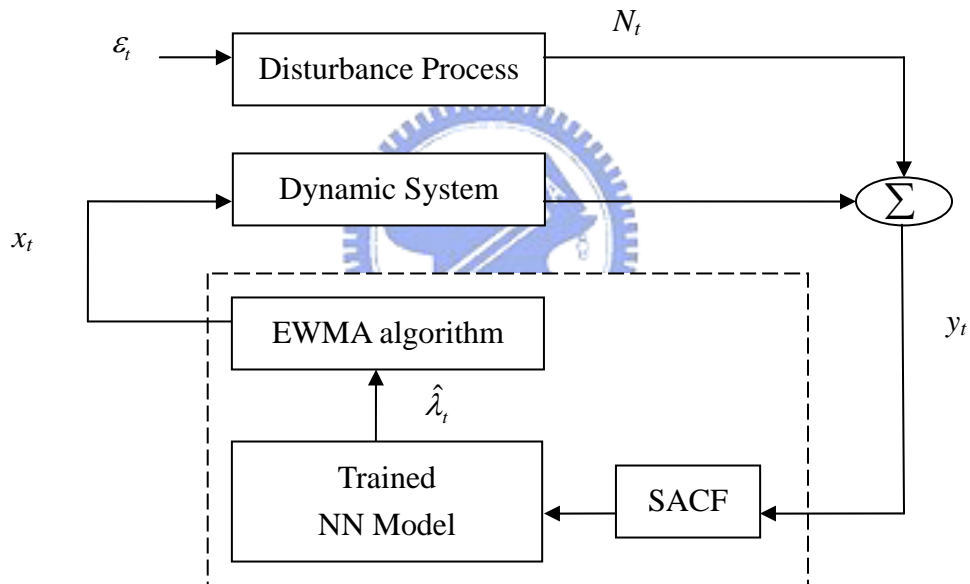 N_t
ε_t
Disturbance Process
Dynamic System
Σ
x_t
EWMA algorithm
y_t
λ̂_t
Trained
NN Model
SACF